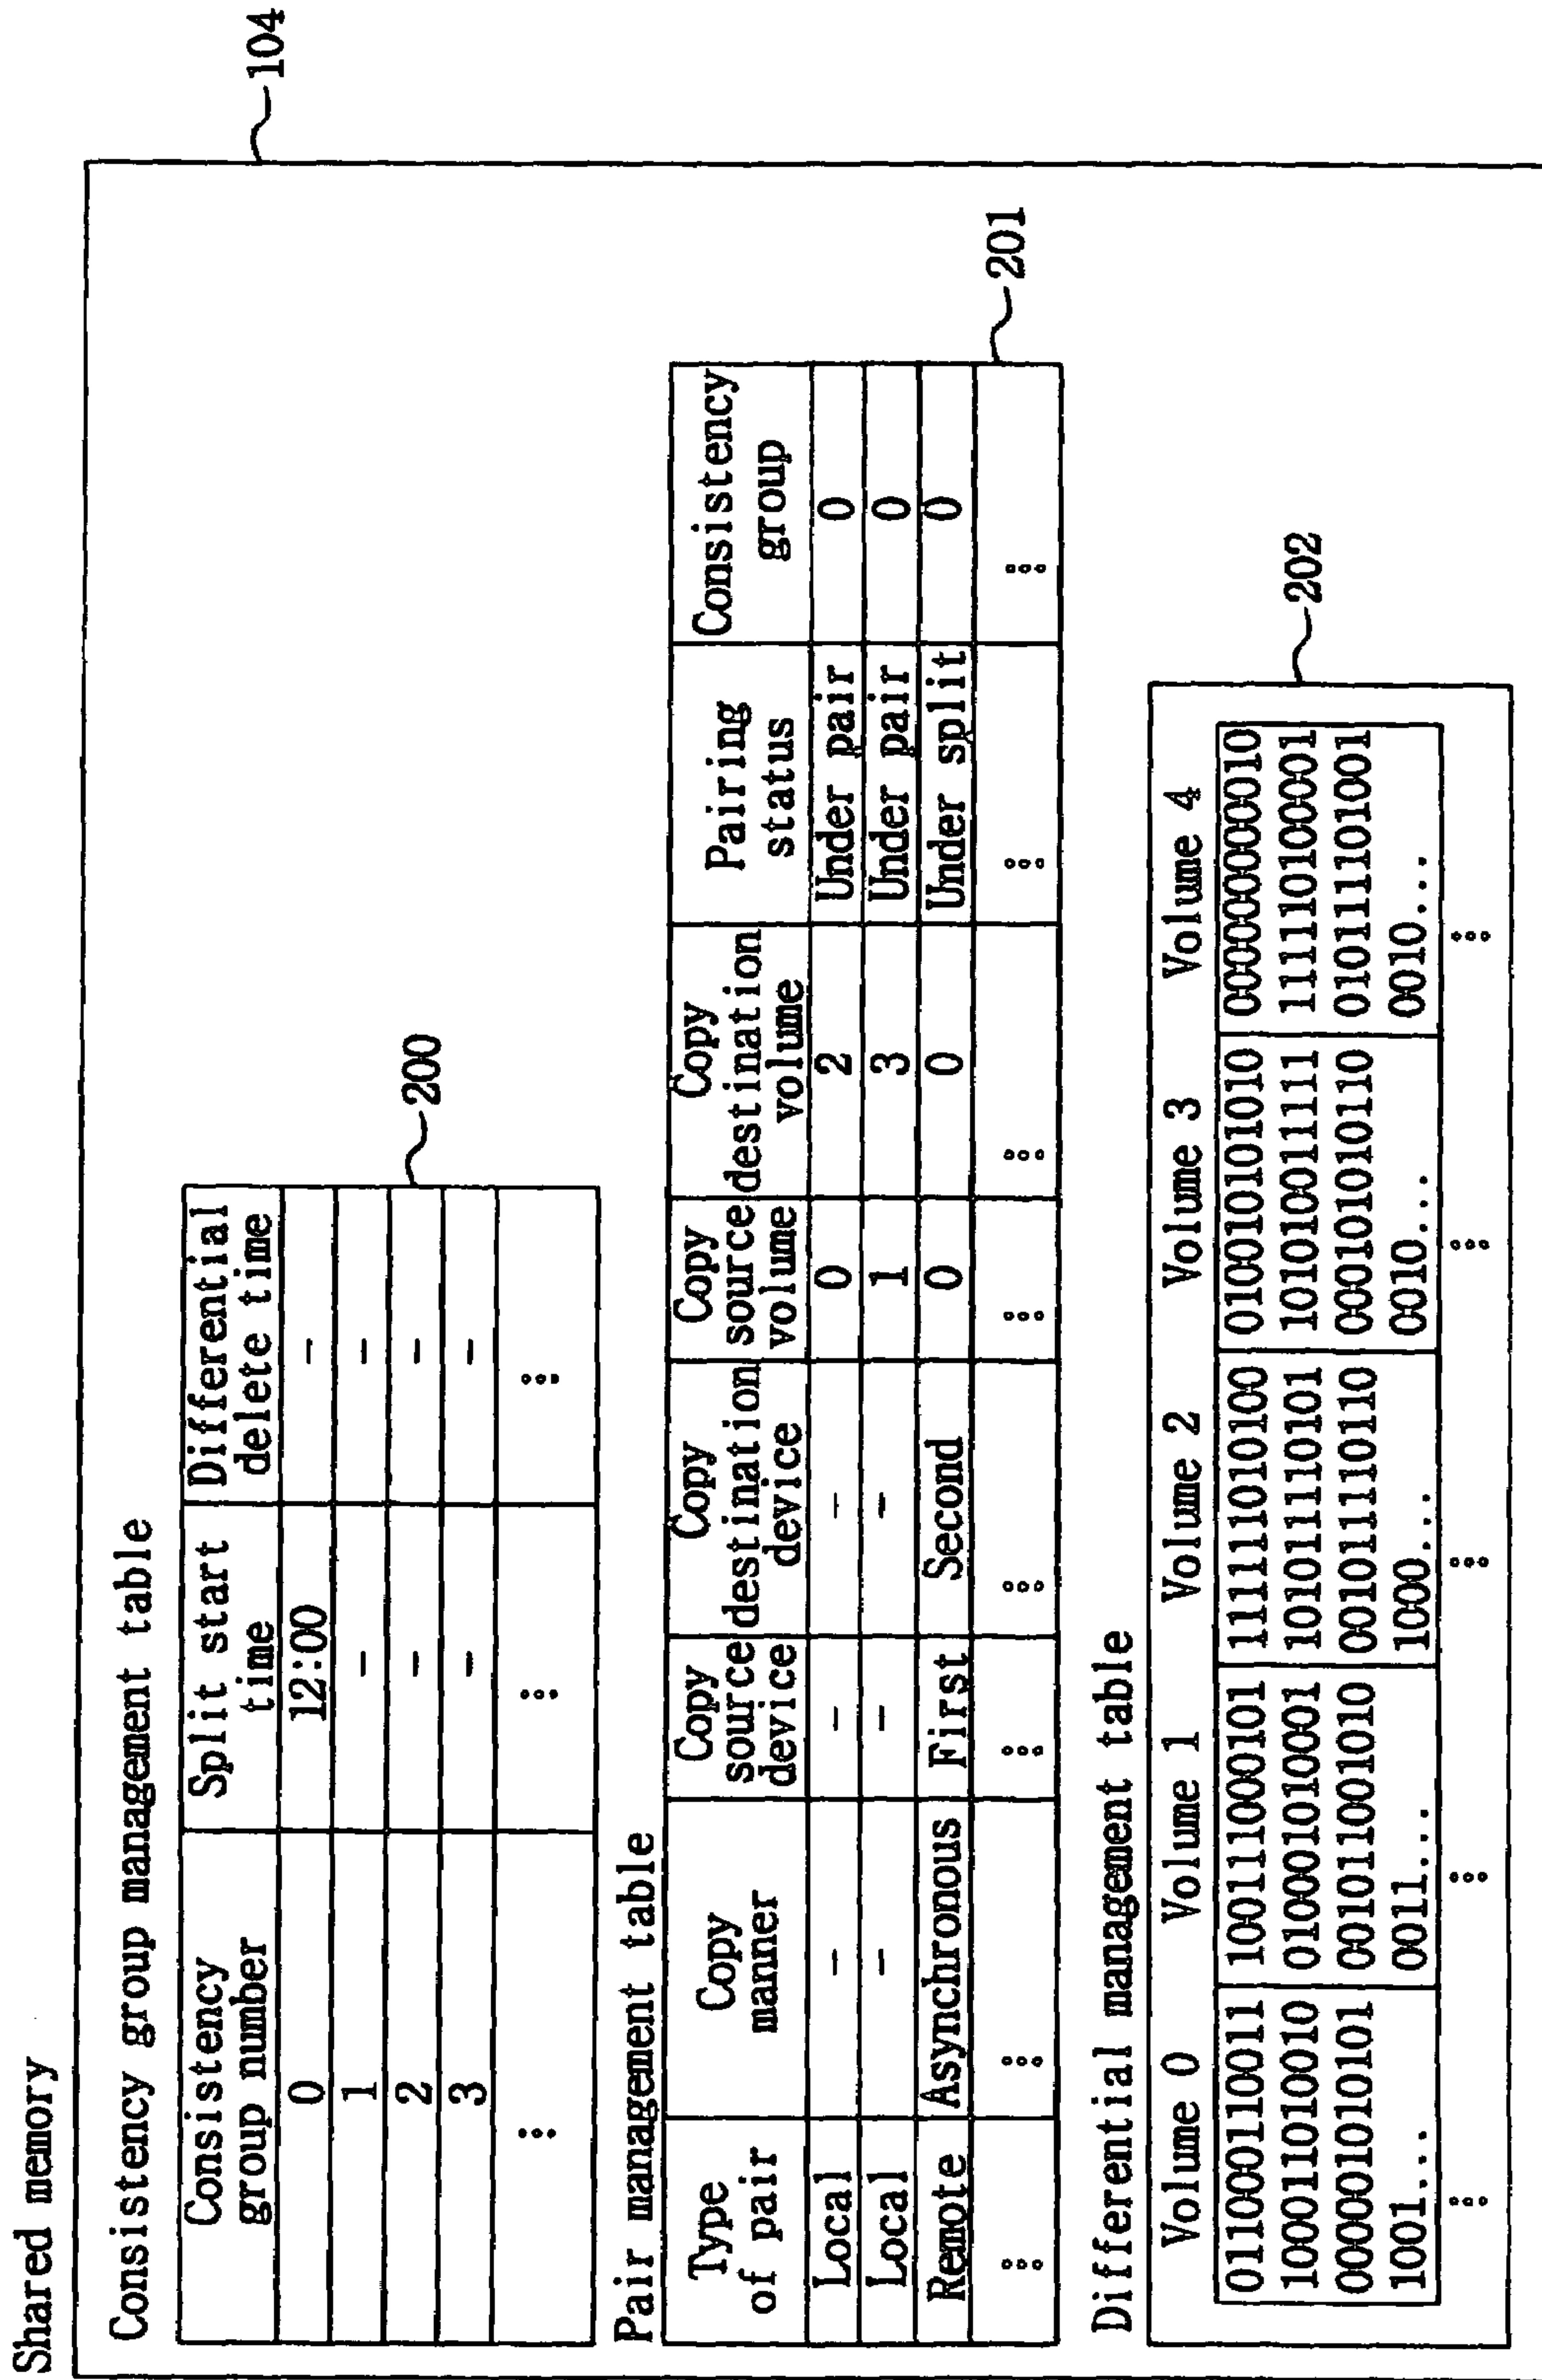 Shared memory
104
Consistency group management table
Consistency group number | Split start time | Differential delete time
0 | 12:00 | -
1 | - | -
2 | - | -
3 | - | -
... | ... | ...
200
Pair management table
Type of pair | Copy manner | Copy source device | Copy destination device | Copy source volume | Copy destination volume | Pairing status | Consistency group
Local | - | - | - | 0 | 2 | Under pair | 0
Local | - | - | - | 1 | 3 | Under pair | 0
Remote | Asynchronous | First | Second | 0 | 0 | Under split | 0
... | ... | ... | ... | ... | ... | ... | ...
201
Differential management table
Volume 0 | Volume 1 | Volume 2 | Volume 3 | Volume 4
011000110011 | 100111000101 | 111111010100 | 010010101010 | 000000000010
100011010010 | 010001010001 | 101011110101 | 101010011111 | 111110100001
000001010101 | 001011001010 | 001011110110 | 000101010110 | 010111101001
1001... | 0011... | 1000... | 0010... | 0010...
... | ... | ... | ... | ...
202